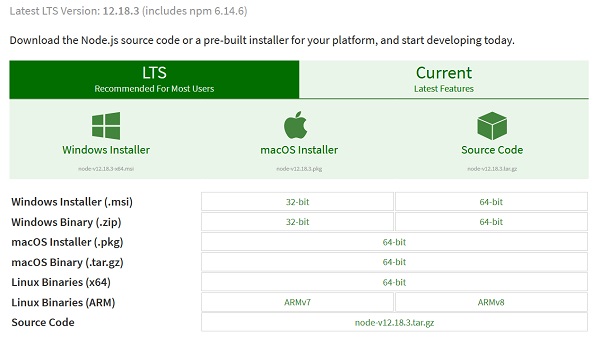 Latest LTS Version: 12.18.3 (includes npm 6.14.6)
Download the Node.js source code or a pre-built installer for your platform, and start developing today.
LTS
Recommended For Most Users
Current
Latest Features
Windows Installer
node-v12.18.3-x64.msi
macOS Installer
node-v12.18.3.pkg
Source Code
node-v12.18.3.tar.gz
Windows Installer (.msi) 32-bit 64-bit
Windows Binary (.zip) 32-bit 64-bit
macOS Installer (.pkg) 64-bit
macOS Binary (.tar.gz) 64-bit
Linux Binaries (x64) 64-bit
Linux Binaries (ARM) ARMv7 ARMv8
Source Code node-v12.18.3.tar.gz